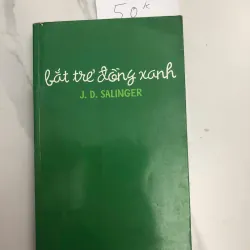 50k
bắt trẻ đồng xanh
J. D. SALINGER